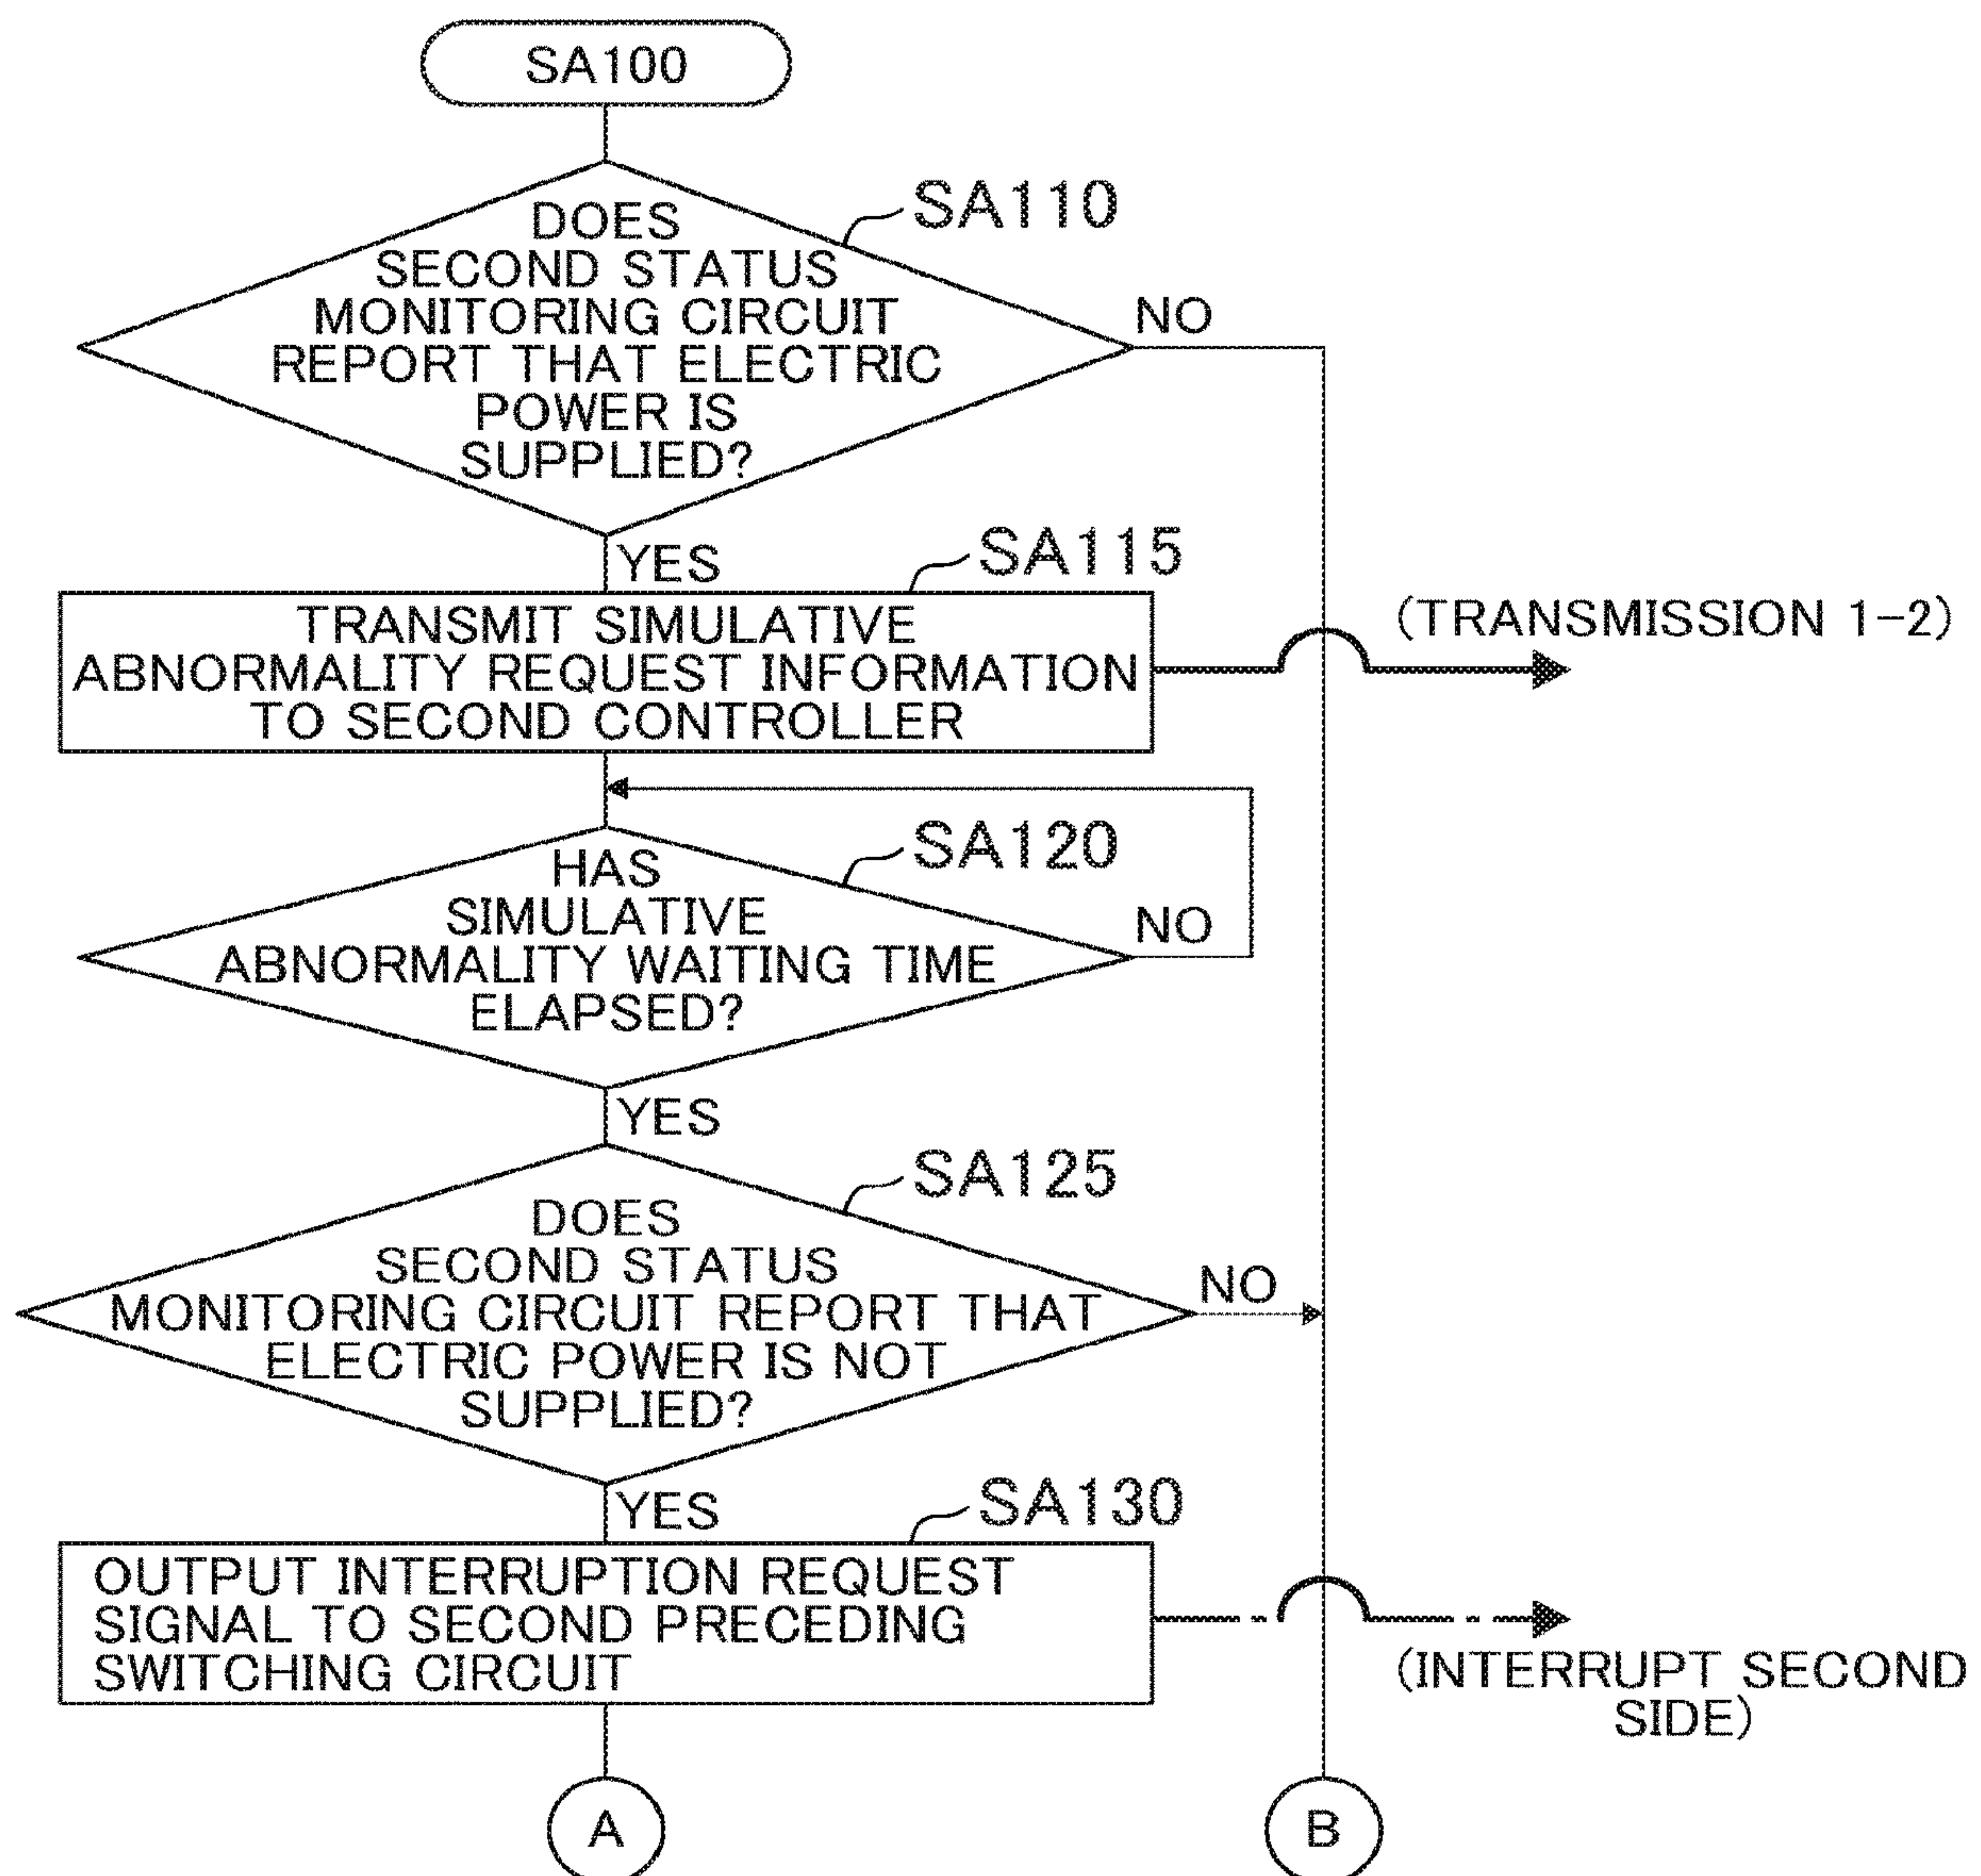 SA100
SA110
DOES
SECOND STATUS
MONITORING CIRCUIT
REPORT THAT ELECTRIC
POWER IS
SUPPLIED?
NO
YES
SA115
TRANSMIT SIMULATIVE
ABNORMALITY REQUEST INFORMATION
TO SECOND CONTROLLER
(TRANSMISSION 1-2)
SA120
HAS
SIMULATIVE
ABNORMALITY WAITING TIME
ELAPSED?
NO
YES
SA125
DOES
SECOND STATUS
MONITORING CIRCUIT REPORT THAT
ELECTRIC POWER IS NOT
SUPPLIED?
NO
YES
SA130
OUTPUT INTERRUPTION REQUEST
SIGNAL TO SECOND PRECEDING
SWITCHING CIRCUIT
(INTERRUPT SECOND
SIDE)
A
B